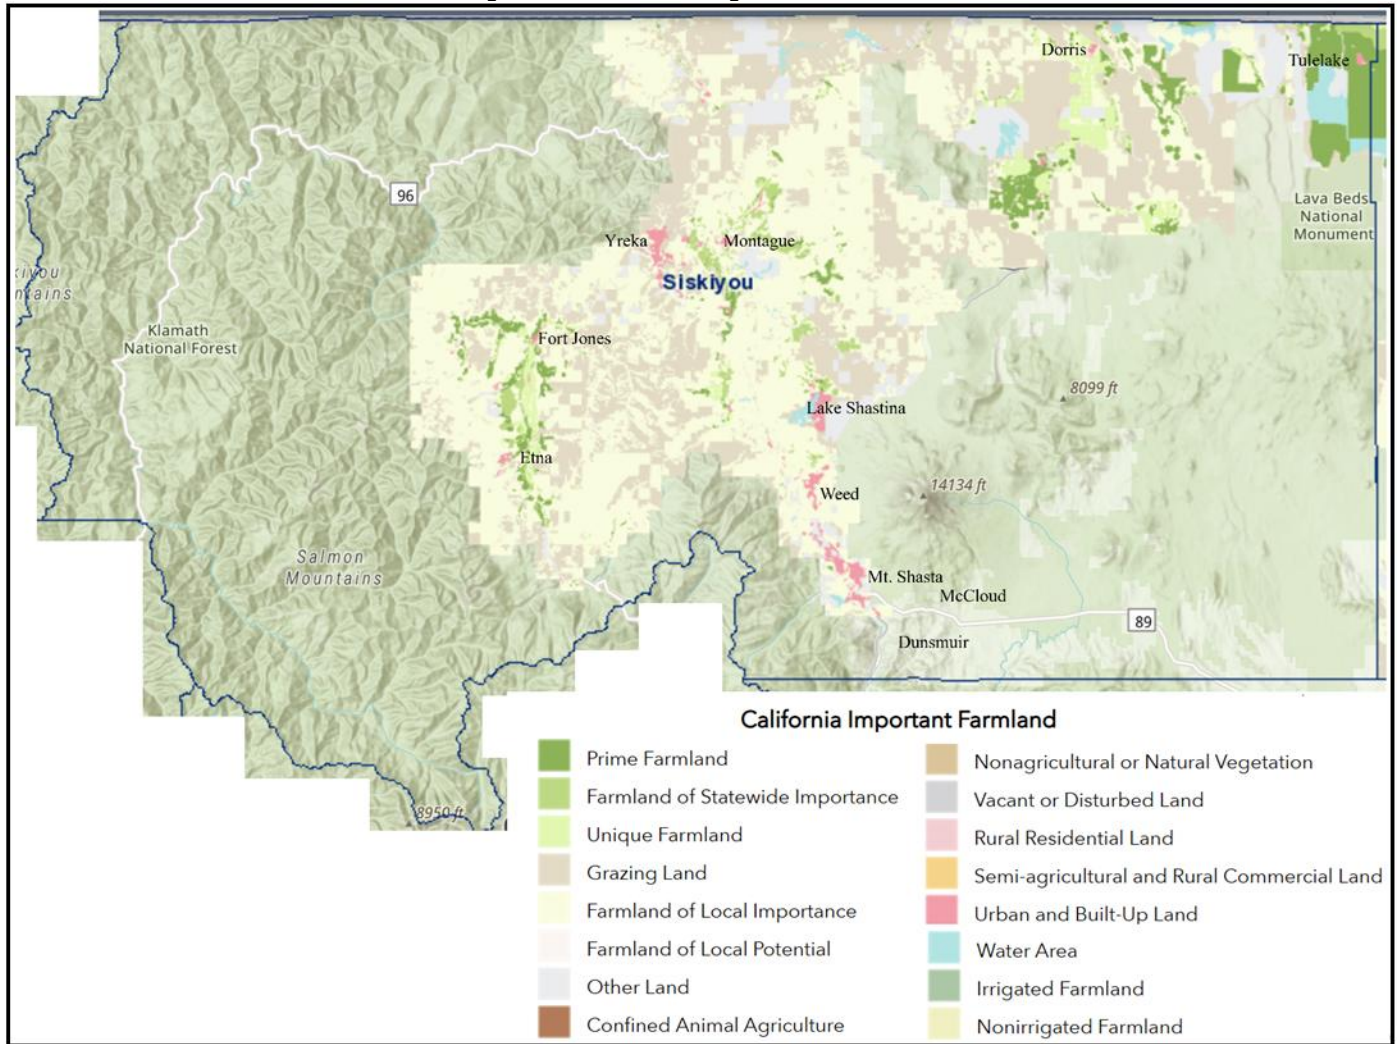 Dorris
Tulelake
96
Lava Beds
National
Monument
Yreka
Montague
Siskiyou
Klamath
National Forest
Fort Jones
8099 ft
Lake Shastina
Etna
14134 ft
Weed
Salmon
Mountains
Mt. Shasta
McCloud
89
Dunsmuir
8950 ft
California Important Farmland
Prime Farmland
Farmland of Statewide Importance
Unique Farmland
Grazing Land
Farmland of Local Importance
Farmland of Local Potential
Other Land
Confined Animal Agriculture
Nonagricultural or Natural Vegetation
Vacant or Disturbed Land
Rural Residential Land
Semi-agricultural and Rural Commercial Land
Urban and Built-Up Land
Water Area
Irrigated Farmland
Nonirrigated Farmland